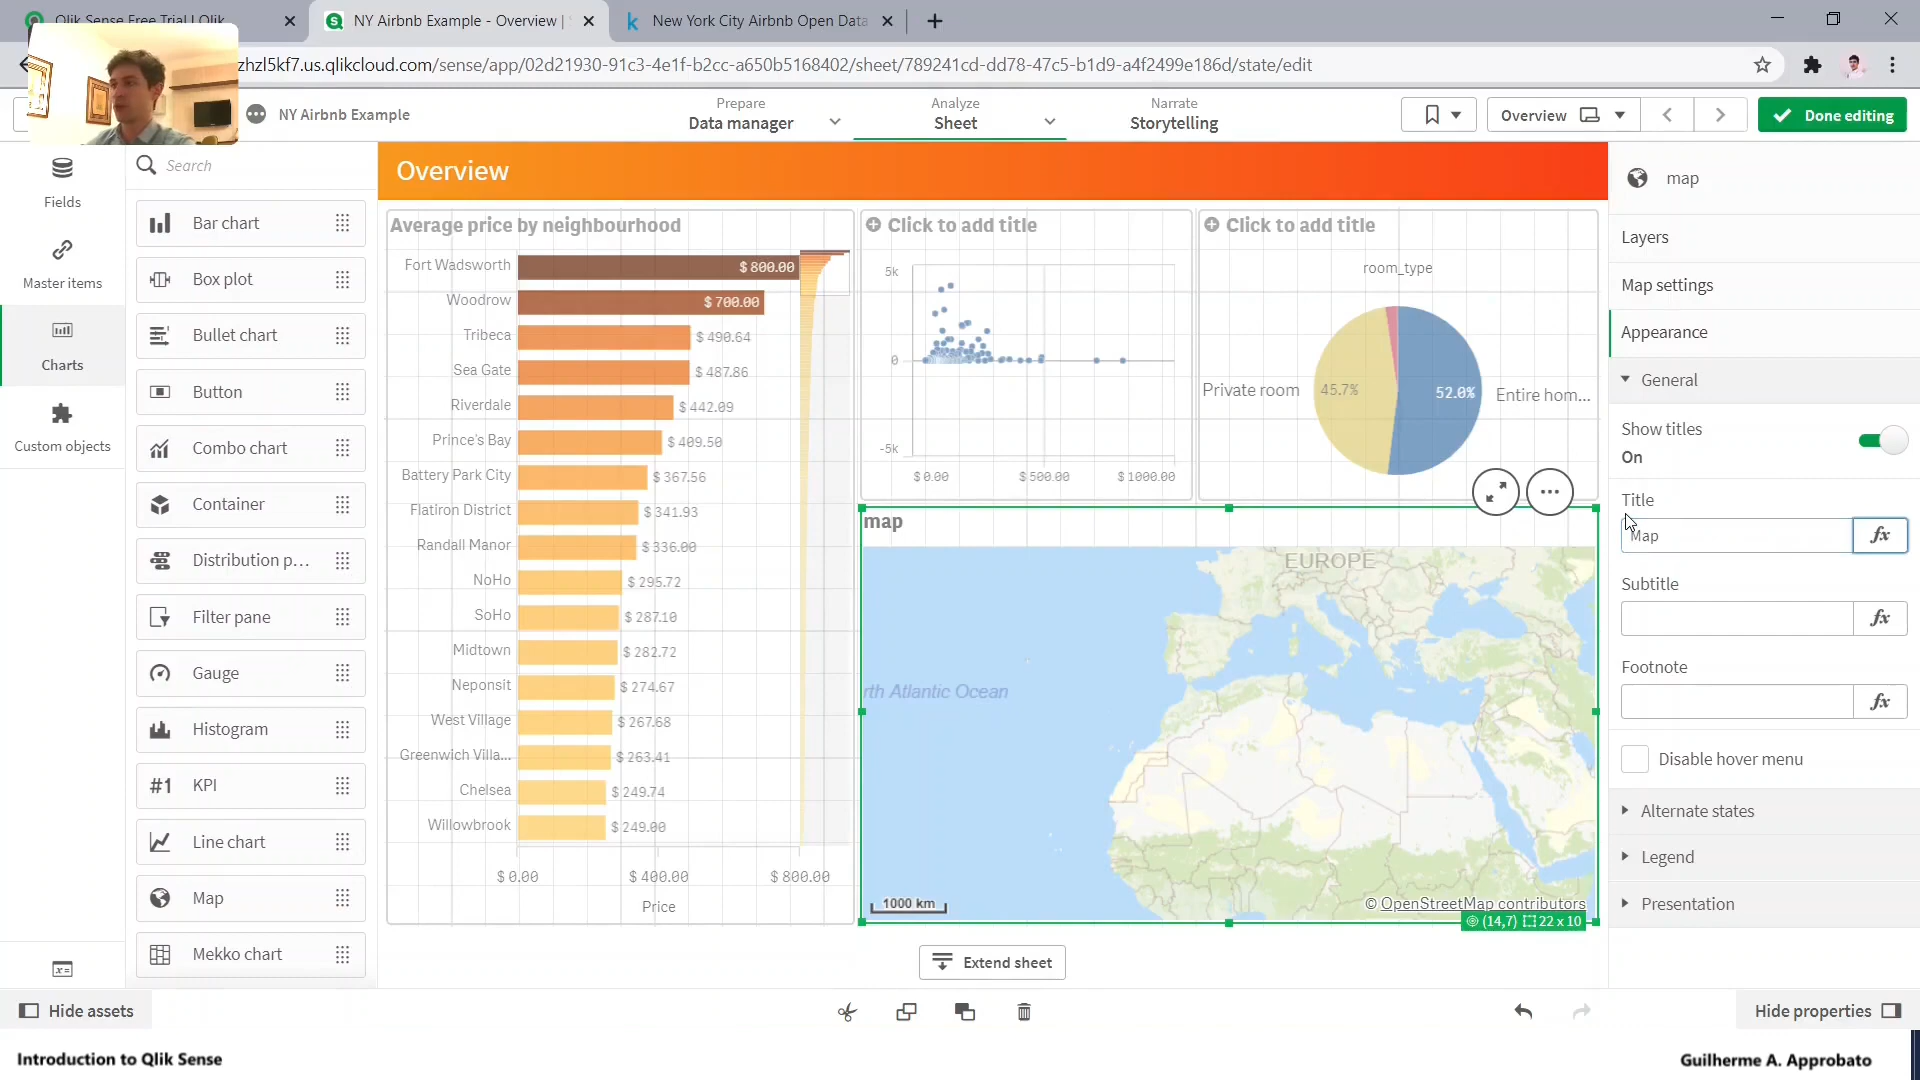 Qlik Sense Free Trial | Qlik
NY Airbnb Example - Overview |
New York City Airbnb Open Data
zhzl5kf7.us.qlikcloud.com/sense/app/02d21930-91c3-4e1f-b2cc-a650b5168402/sheet/789241cd-dd78-47c5-b1d9-a4f2499e186d/state/edit
NY Airbnb Example
Prepare
Data manager
Analyze
Sheet
Narrate
Storytelling
Overview
Done editing
Fields
Master items
Charts
Custom objects
Search
Bar chart
Box plot
Bullet chart
Button
Combo chart
Container
Distribution p...
Filter pane
Gauge
Histogram
#1 KPI
Line chart
Map
Mekko chart
Overview
Average price by neighbourhood
Fort Wadsworth $ 800.00
Woodrow $ 700.00
Tribeca $ 490.64
Sea Gate $ 487.86
Riverdale $ 442.09
Prince's Bay $ 409.50
Battery Park City $ 367.56
Flatiron District $ 341.93
Randall Manor $ 336.00
NoHo $ 295.72
SoHo $ 287.10
Midtown $ 282.72
Neponsit $ 274.67
West Village $ 267.68
Greenwich Villa... $ 263.41
Chelsea $ 249.74
Willowbrook $ 249.00
$ 0.00 $ 400.00 $ 800.00
Price
Click to add title
5k
0
-5k
$ 0.00 $ 500.00 $ 1000.00
Click to add title
room_type
Private room 45.7% 52.0% Entire hom...
map
EUROPE
rth Atlantic Ocean
1000 km
© OpenStreetMap contributors
(14,7) 22 x 10
Extend sheet
map
Layers
Map settings
Appearance
General
Show titles
On
Title
Map
fx
Subtitle
fx
Footnote
fx
Disable hover menu
Alternate states
Legend
Presentation
Hide assets
Hide properties
Introduction to Qlik Sense
Guilherme A. Approbato